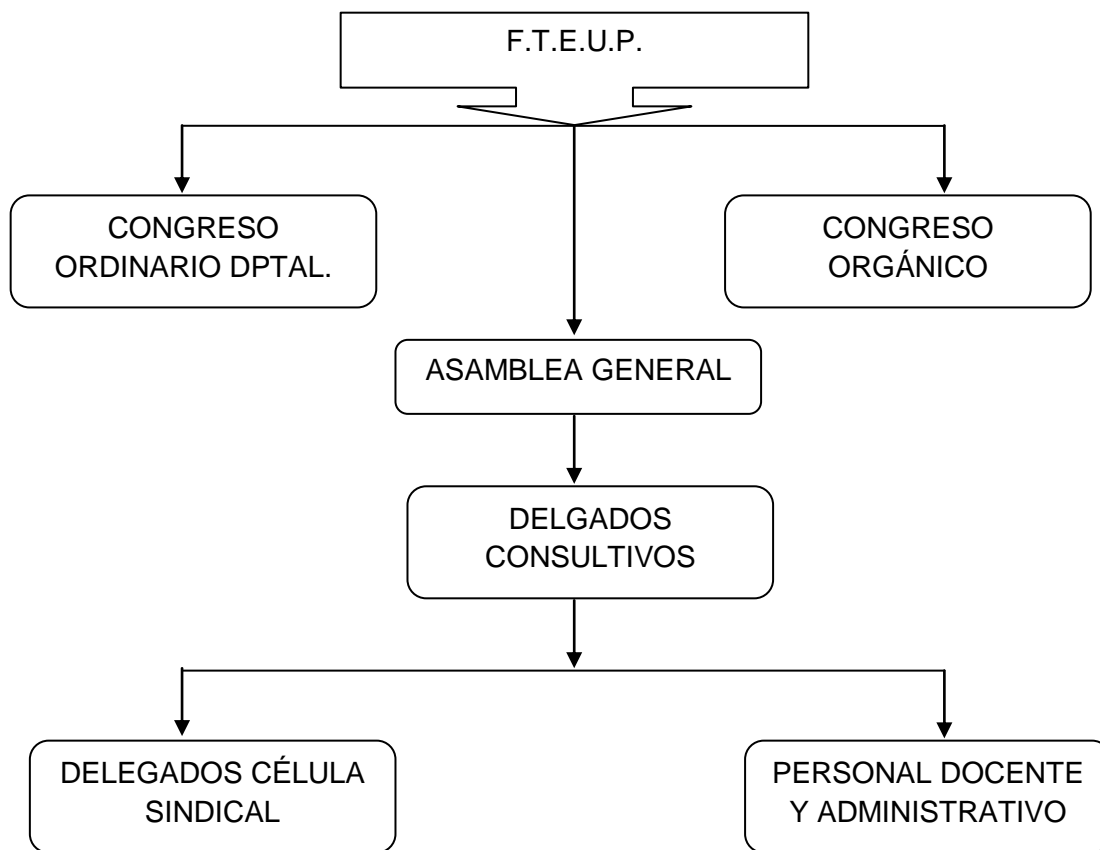 F.T.E.U.P.
CONGRESO
ORDINARIO DPTAL.
CONGRESO
ORGÁNICO
ASAMBLEA GENERAL
DELGADOS
CONSULTIVOS
DELEGADOS CÉLULA
SINDICAL
PERSONAL DOCENTE
Y ADMINISTRATIVO